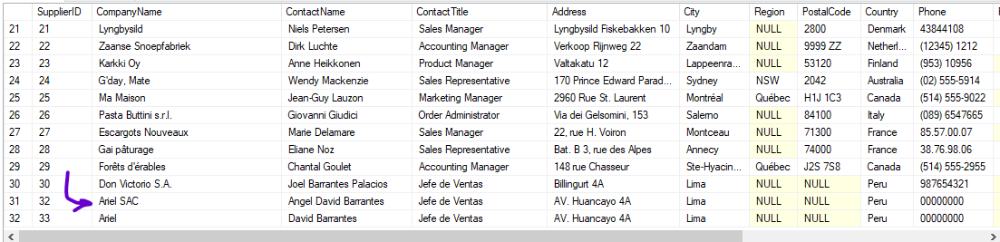 SupplierID CompanyName ContactName ContactTitle Address City Region PostalCode Country Phone
21 21 Lyngbysild Niels Petersen Sales Manager Lyngbysild Fiskebakken 10 Lyngby NULL 2800 Denmark 43844108
22 22 Zaanse Snoepfabriek Dirk Luchte Accounting Manager Verkoop Rijnweg 22 Zaandam NULL 9999 ZZ Netherl... (12345) 1212
23 23 Karkki Oy Anne Heikkonen Product Manager Valtakatu 12 Lappeenra... NULL 53120 Finland (953) 10956
24 24 G'day, Mate Wendy Mackenzie Sales Representative 170 Prince Edward Parad... Sydney NSW 2042 Australia (02) 555-5914
25 25 Ma Maison Jean-Guy Lauzon Marketing Manager 2960 Rue St. Laurent Montréal Québec H1J 1C3 Canada (514) 555-9022
26 26 Pasta Buttini s.r.l. Giovanni Giudici Order Administrator Via dei Gelsomini, 153 Salerno NULL 84100 Italy (089) 6547665
27 27 Escargots Nouveaux Marie Delamare Sales Manager 22, rue H. Voiron Montceau NULL 71300 France 85.57.00.07
28 28 Gai pâturage Eliane Noz Sales Representative Bat. B 3, rue des Alpes Annecy NULL 74000 France 38.76.98.06
29 29 Forêts d'érables Chantal Goulet Accounting Manager 148 rue Chasseur Ste-Hyacin... Québec J2S 7S8 Canada (514) 555-2955
30 30 Don Victorio S.A. Joel Barrantes Palacios Jefe de Ventas Billingurt 4A Lima NULL NULL Peru 987654321
31 32 Ariel SAC Angel David Barrantes Jefe de Ventas AV. Huancayo 4A Lima NULL NULL Peru 00000000
32 33 Ariel David Barrantes Jefe de Ventas AV. Huancayo 4A Lima NULL NULL Peru 00000000